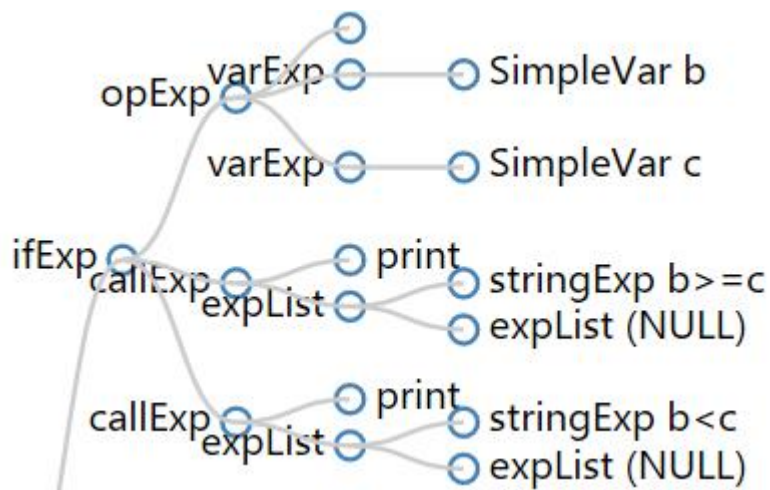 varExp SimpleVar b
opExp
varExp SimpleVar c
ifExp
callExp print
expList stringExp b>=c
expList (NULL)
callExp print
expList stringExp b<c
expList (NULL)